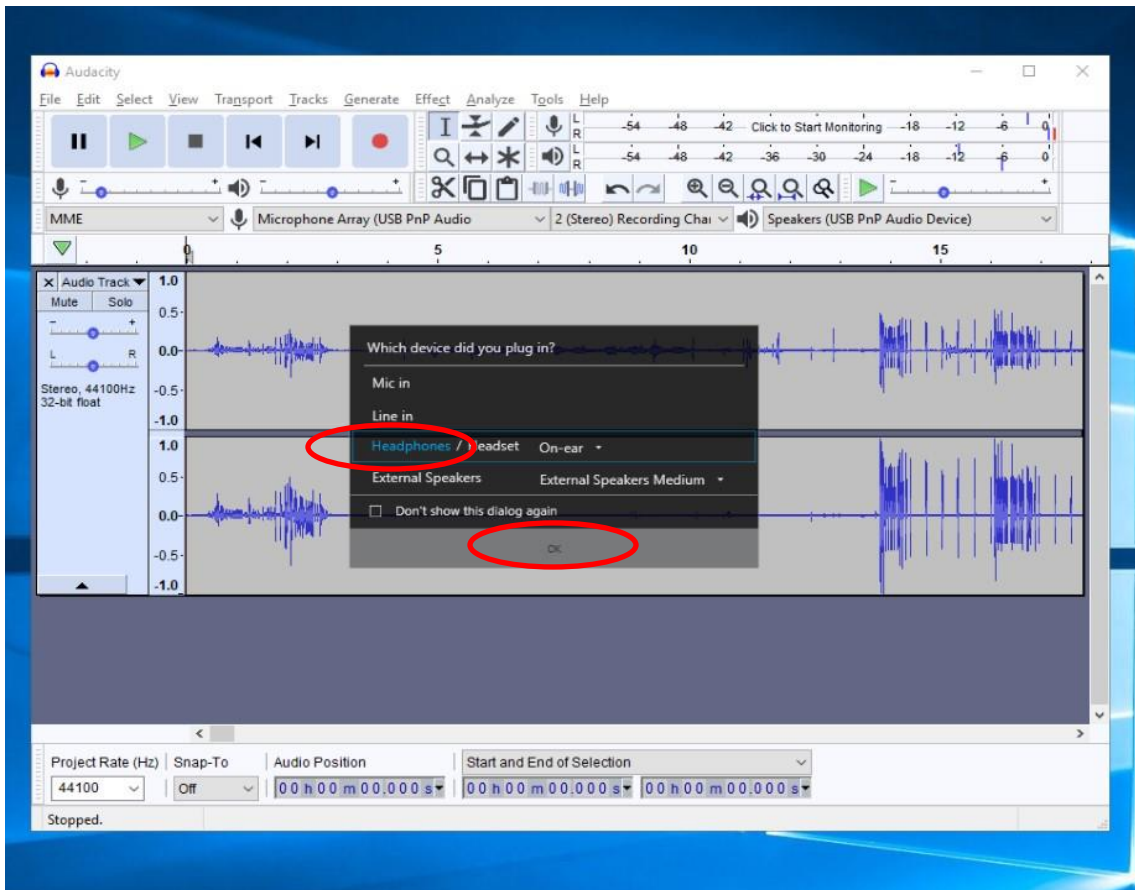 Audacity
File Edit Select View Transport Tracks Generate Effect Analyze Tools Help
L R -54 -48 -42 Click to Start Monitoring -18 -12 -6 0
L R -54 -48 -42 -36 -30 -24 -18 -12 -6 0
- + - + - +
MME Microphone Array (USB PnP Audio 2 (Stereo) Recording Chai Speakers (USB PnP Audio Device)
0 5 10 15
X Audio Track 1.0
Mute Solo 0.5
- +
L R 0.0
Stereo, 44100Hz -0.5
32-bit float
-1.0
1.0
0.5
0.0
-0.5
-1.0
Which device did you plug in?
Mic in
Line in
Headphones / Headset On-ear
External Speakers External Speakers Medium
Don't show this dialog again
OK
Project Rate (Hz) Snap-To Audio Position Start and End of Selection
44100 Off 00 h 00 m 00.000 s 00 h 00 m 00.000 s 00 h 00 m 00.000 s
Stopped.